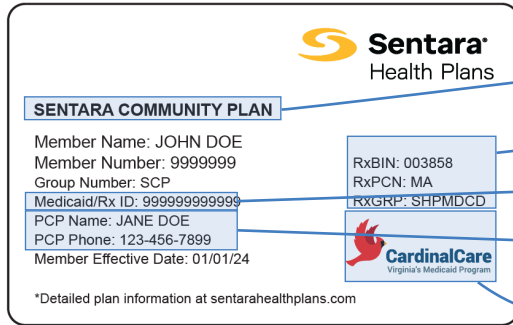 Sentara
Health Plans
SENTARA COMMUNITY PLAN
Member Name: JOHN DOE
Member Number: 9999999
Group Number: SCP
Medicaid/Rx ID: 999999999999
PCP Name: JANE DOE
PCP Phone: 123-456-7899
Member Effective Date: 01/01/24
RxBIN: 003858
RxPCN: MA
RxGRP: SHPMDCD
CardinalCare
Virginia's Medicaid Program
*Detailed plan information at sentarahealthplans.com